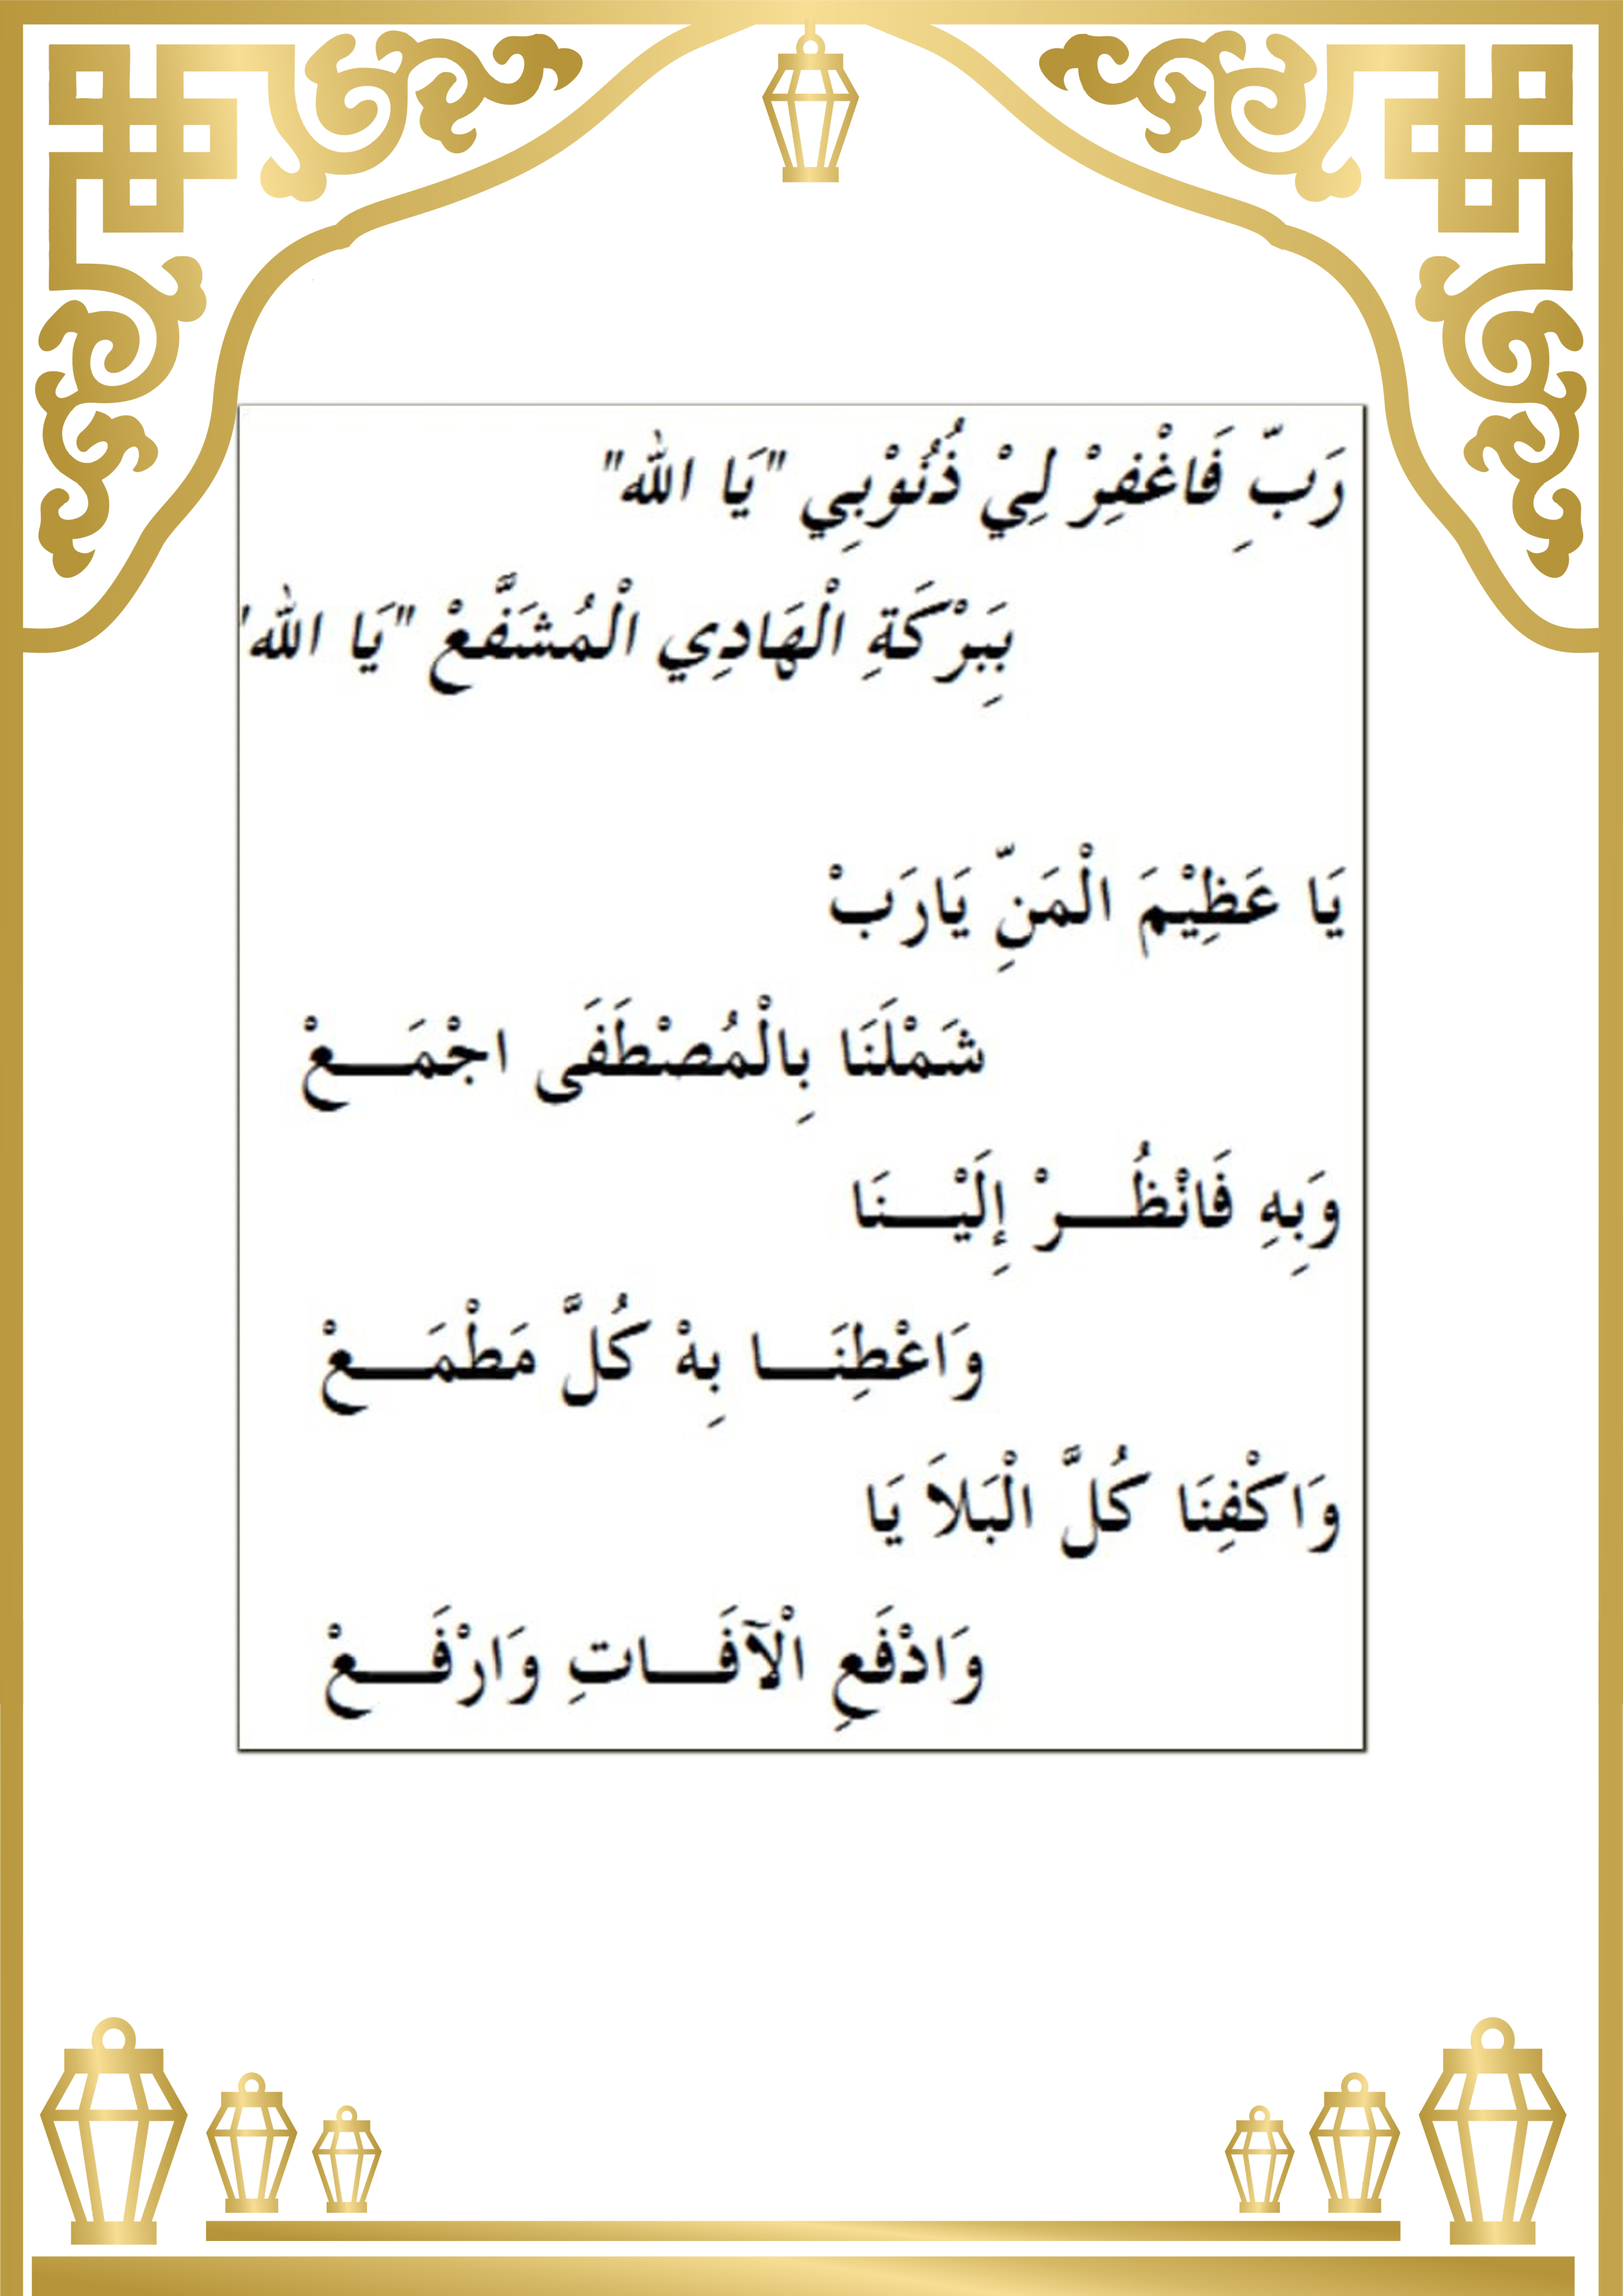 رَبِّ فَاغْفِرْ لِيْ ذُنُوْبِي "يَا الله"
بِبَرْكَةِ الْهَادِي الْمُشَفَّعْ "يَا الله"
يَا عَظِيْمَ الْمَنِّ يَارَبْ
شَمْلَنَا بِالْمُصْطَفَى اجْمَـــعْ
وَبِهِ فَانْظُـــرْ إِلَيْـــنَا
وَاعْطِنَـــا بِهْ كُلَّ مَطْمَـــعْ
وَاكْفِنَا كُلَّ الْبَلاَ يَا
وَادْفَعِ الْآفَـــاتِ وَارْفَـــعْ